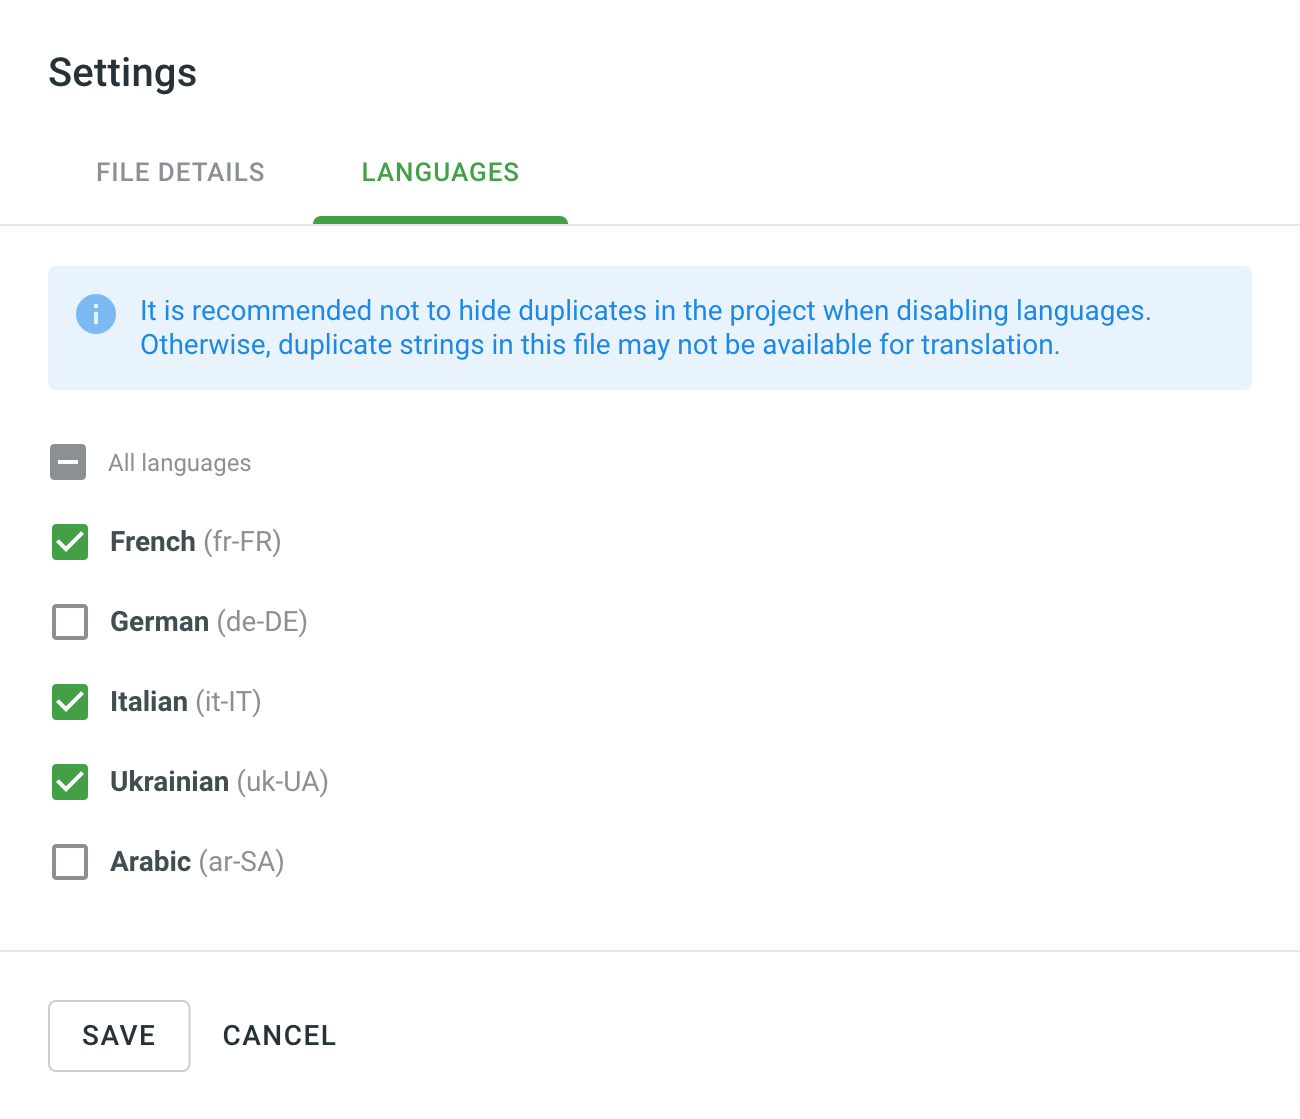 Settings
FILE DETAILS
LANGUAGES
It is recommended not to hide duplicates in the project when disabling languages.
Otherwise, duplicate strings in this file may not be available for translation.
All languages
French (fr-FR)
German (de-DE)
Italian (it-IT)
Ukrainian (uk-UA)
Arabic (ar-SA)
SAVE
CANCEL